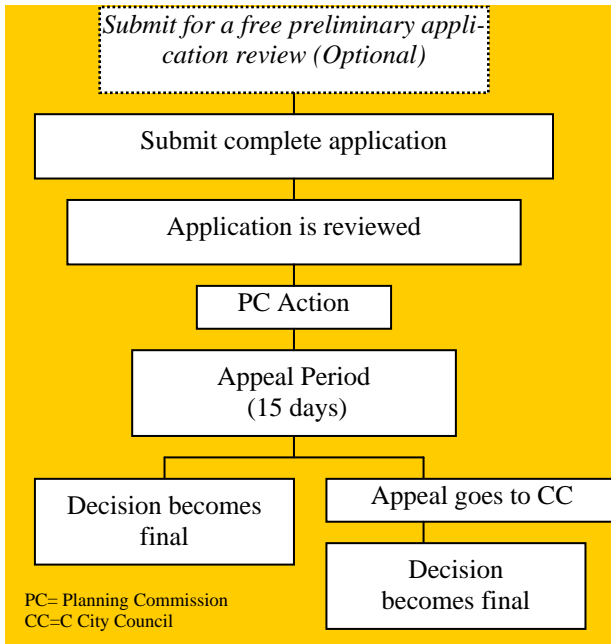 Submit for a free preliminary appli-
cation review (Optional)
Submit complete application
Application is reviewed
PC Action
Appeal Period
(15 days)
Decision becomes
final
Appeal goes to CC
Decision
becomes final
PC= Planning Commission
CC=C City Council